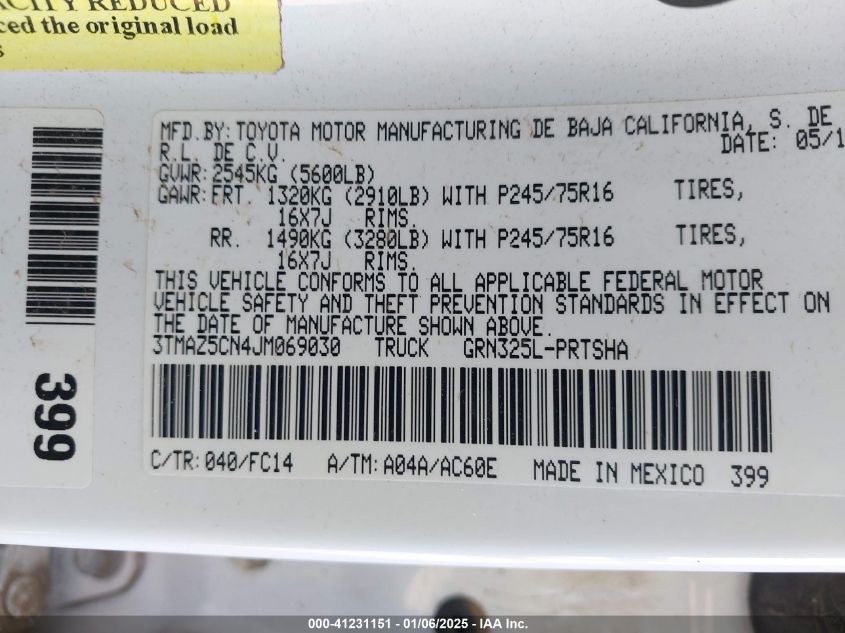 CITY REDUCED
ced the original load
s
MFD.BY:TOYOTA MOTOR MANUFACTURING DE BAJA CALIFORNIA, S. DE
R.L. DE C.V.
DATE: 05/1
GVWR:2545KG (5600LB)
GAWR:FRT. 1320KG (2910LB) WITH P245/75R16 TIRES,
16X7J RIMS.
RR. 1490KG (3280LB) WITH P245/75R16 TIRES,
16X7J RIMS.
THIS VEHICLE CONFORMS TO ALL APPLICABLE FEDERAL MOTOR
VEHICLE SAFETY AND THEFT PREVENTION STANDARDS IN EFFECT ON
THE DATE OF MANUFACTURE SHOWN ABOVE.
3TMAZ5CN4JM069030 TRUCK GRN325L-PRTSHA
C/TR:040/FC14 A/TM:A04A/AC60E MADE IN MEXICO 399
399
000-41231151 - 01/06/2025 - IAA Inc.